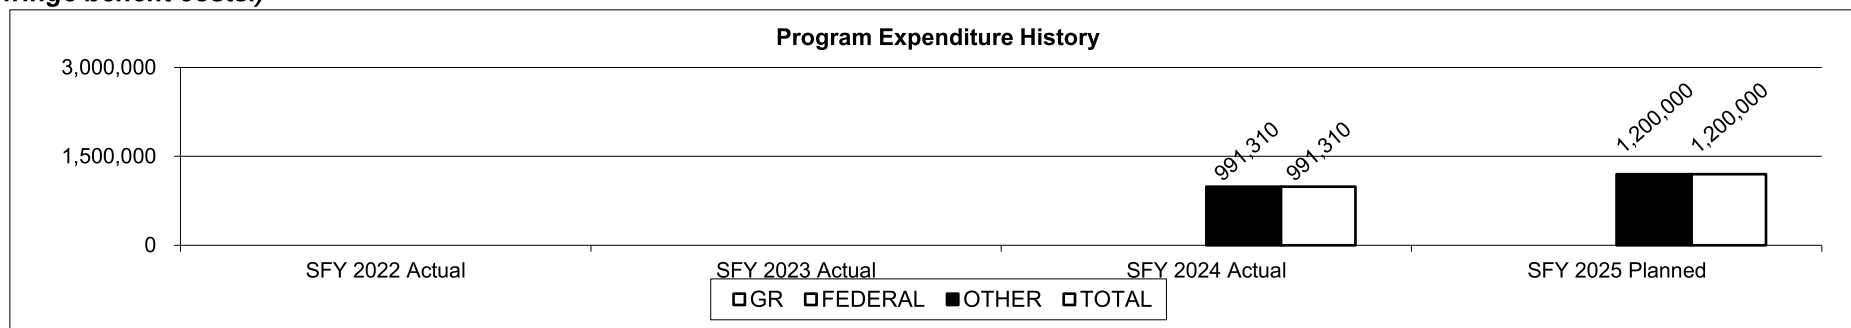 Program Expenditure History
3,000,000
1,500,000
0
991,310
991,310
1,200,000
1,200,000
SFY 2022 Actual
SFY 2023 Actual
SFY 2024 Actual
SFY 2025 Planned
GR FEDERAL OTHER TOTAL